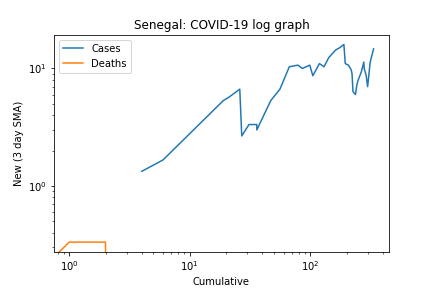 Senegal: COVID-19 log graph
Cases
Deaths
New (3 day SMA)
10¹
10⁰
10⁰ 10¹ 10²
Cumulative